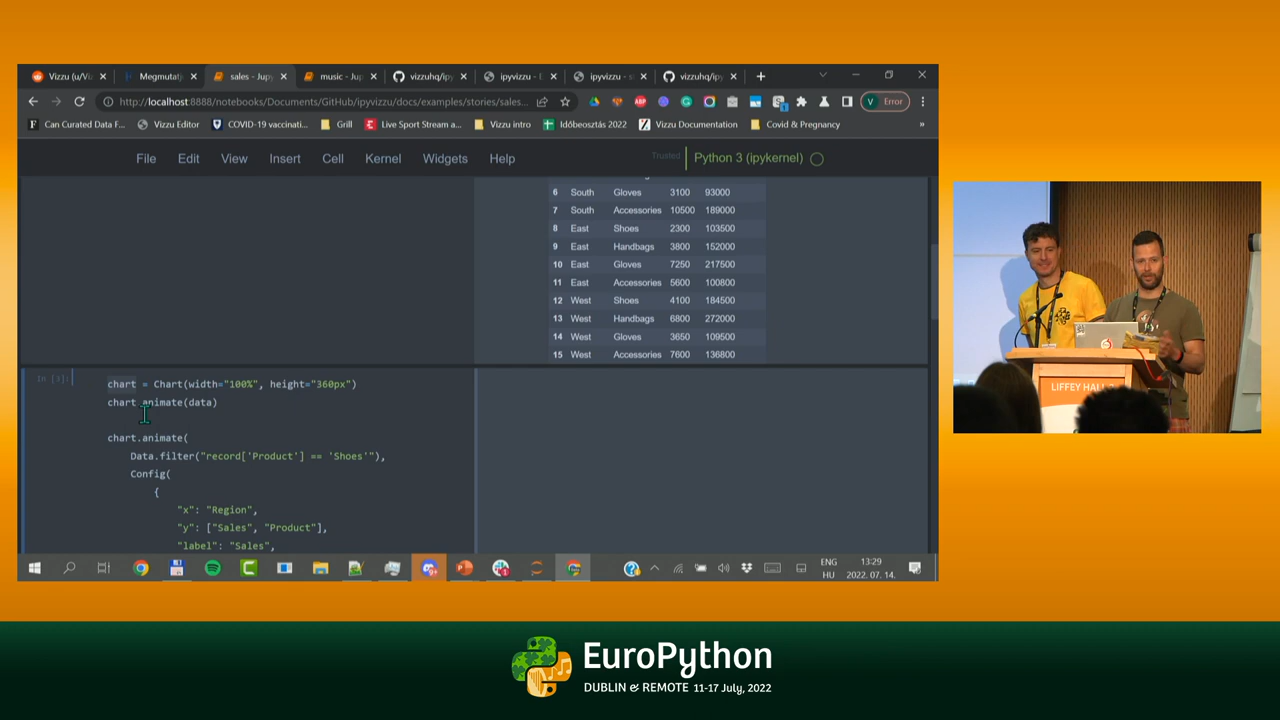 Vizzu (u/Vi
Megmutatj
sales - Jupy
music - Jup
vizzuhq/ipy
ipyvizzu · 
ipyvizzu · s
vizzuhq/ipy
http://localhost:8888/notebooks/Documents/GitHub/ipyvizzu/docs/examples/stories/sales...
Error
Can Curated Data F...
Vizzu Editor
COVID-19 vaccinati...
Grill
Live Sport Stream a...
Vizzu intro
Időbeosztás 2022
Vizzu Documentation
Covid & Pregnancy
»
File Edit View Insert Cell Kernel Widgets Help
Trusted
Python 3 (ipykernel)
6 South Gloves 3100 93000
7 South Accessories 10500 189000
8 East Shoes 2300 103500
9 East Handbags 3800 152000
10 East Gloves 7250 217500
11 East Accessories 5600 100800
12 West Shoes 4100 184500
13 West Handbags 6800 272000
14 West Gloves 3650 109500
15 West Accessories 7600 136800
In [3]:
chart = Chart(width="100%", height="360px")
chart.animate(data)
chart.animate(
Data.filter("record['Product'] == 'Shoes'"),
Config(
{
"x": "Region",
"y": ["Sales", "Product"],
"label": "Sales",
ENG
HU
13:29
2022. 07. 14.
LIFFEY HALL 2
EuroPython
DUBLIN & REMOTE 11-17 July, 2022